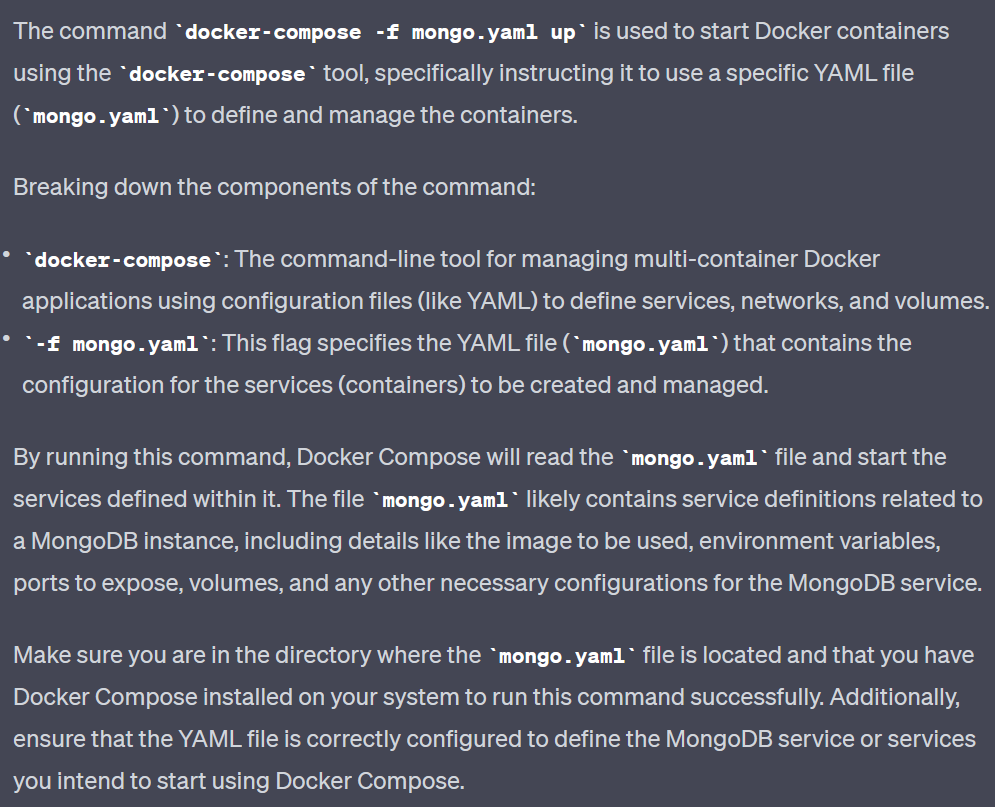 The command `docker-compose -f mongo.yaml up` is used to start Docker containers
using the `docker-compose` tool, specifically instructing it to use a specific YAML file
(`mongo.yaml`) to define and manage the containers.
Breaking down the components of the command:
• `docker-compose`: The command-line tool for managing multi-container Docker
applications using configuration files (like YAML) to define services, networks, and volumes.
• `-f mongo.yaml`: This flag specifies the YAML file (`mongo.yaml`) that contains the
configuration for the services (containers) to be created and managed.
By running this command, Docker Compose will read the `mongo.yaml` file and start the
services defined within it. The file `mongo.yaml` likely contains service definitions related to
a MongoDB instance, including details like the image to be used, environment variables,
ports to expose, volumes, and any other necessary configurations for the MongoDB service.
Make sure you are in the directory where the `mongo.yaml` file is located and that you have
Docker Compose installed on your system to run this command successfully. Additionally,
ensure that the YAML file is correctly configured to define the MongoDB service or services
you intend to start using Docker Compose.